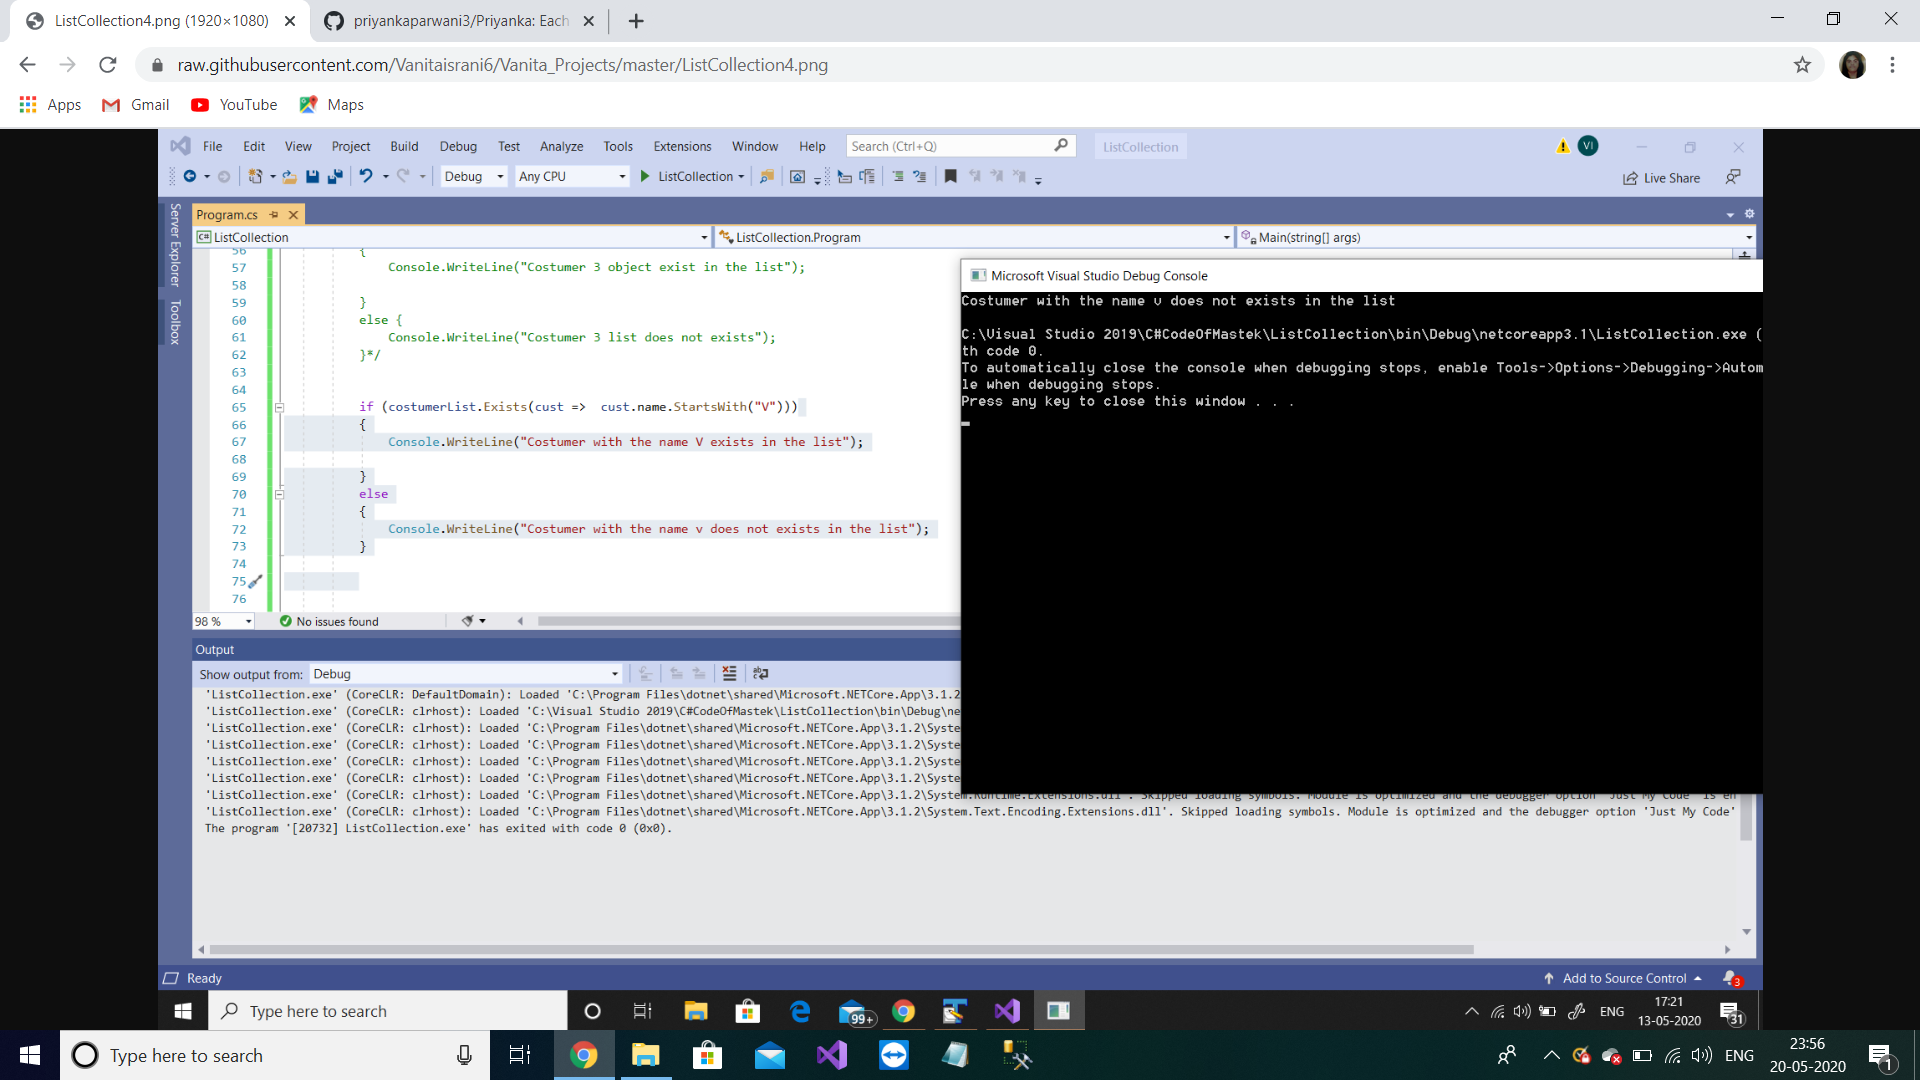 ListCollection4.png (1920×1080)
priyankaparwani3/Priyanka: Each
raw.githubusercontent.com/Vanitaisrani6/Vanita_Projects/master/ListCollection4.png
Apps Gmail YouTube Maps
File Edit View Project Build Debug Test Analyze Tools Extensions Window Help Search (Ctrl+Q) ListCollection VI
Debug Any CPU ListCollection Live Share
Server Explorer
Toolbox
Program.cs
C# ListCollection ListCollection.Program Main(string[] args)
56 {
57 Console.WriteLine("Costumer 3 object exist in the list");
58
59 }
60 else {
61 Console.WriteLine("Costumer 3 list does not exists");
62 }*/
63
64
65 if (costumerList.Exists(cust => cust.name.StartsWith("V")))
66 {
67 Console.WriteLine("Costumer with the name V exists in the list");
68
69 }
70 else
71 {
72 Console.WriteLine("Costumer with the name v does not exists in the list");
73 }
74
75
76
98 % No issues found
Microsoft Visual Studio Debug Console
Costumer with the name v does not exists in the list
C:\Visual Studio 2019\C#CodeOfMastek\ListCollection\bin\Debug\netcoreapp3.1\ListCollection.exe (
th code 0.
To automatically close the console when debugging stops, enable Tools->Options->Debugging->Autom
le when debugging stops.
Press any key to close this window . . .
Output
Show output from: Debug
'ListCollection.exe' (CoreCLR: DefaultDomain): Loaded 'C:\Program Files\dotnet\shared\Microsoft.NETCore.App\3.1.2
'ListCollection.exe' (CoreCLR: clrhost): Loaded 'C:\Visual Studio 2019\C#CodeOfMastek\ListCollection\bin\Debug\ne
'ListCollection.exe' (CoreCLR: clrhost): Loaded 'C:\Program Files\dotnet\shared\Microsoft.NETCore.App\3.1.2\Syste
'ListCollection.exe' (CoreCLR: clrhost): Loaded 'C:\Program Files\dotnet\shared\Microsoft.NETCore.App\3.1.2\Syste
'ListCollection.exe' (CoreCLR: clrhost): Loaded 'C:\Program Files\dotnet\shared\Microsoft.NETCore.App\3.1.2\Syste
'ListCollection.exe' (CoreCLR: clrhost): Loaded 'C:\Program Files\dotnet\shared\Microsoft.NETCore.App\3.1.2\Syste
'ListCollection.exe' (CoreCLR: clrhost): Loaded 'C:\Program Files\dotnet\shared\Microsoft.NETCore.App\3.1.2\System.Runtime.Extensions.dll'. Skipped loading symbols. Module is optimized and the debugger option 'Just My Code' is en
'ListCollection.exe' (CoreCLR: clrhost): Loaded 'C:\Program Files\dotnet\shared\Microsoft.NETCore.App\3.1.2\System.Text.Encoding.Extensions.dll'. Skipped loading symbols. Module is optimized and the debugger option 'Just My Code'
The program '[20732] ListCollection.exe' has exited with code 0 (0x0).
Ready Add to Source Control 3
Type here to search 99+ ENG 17:21 31
13-05-2020
Type here to search ENG 23:56 1
20-05-2020